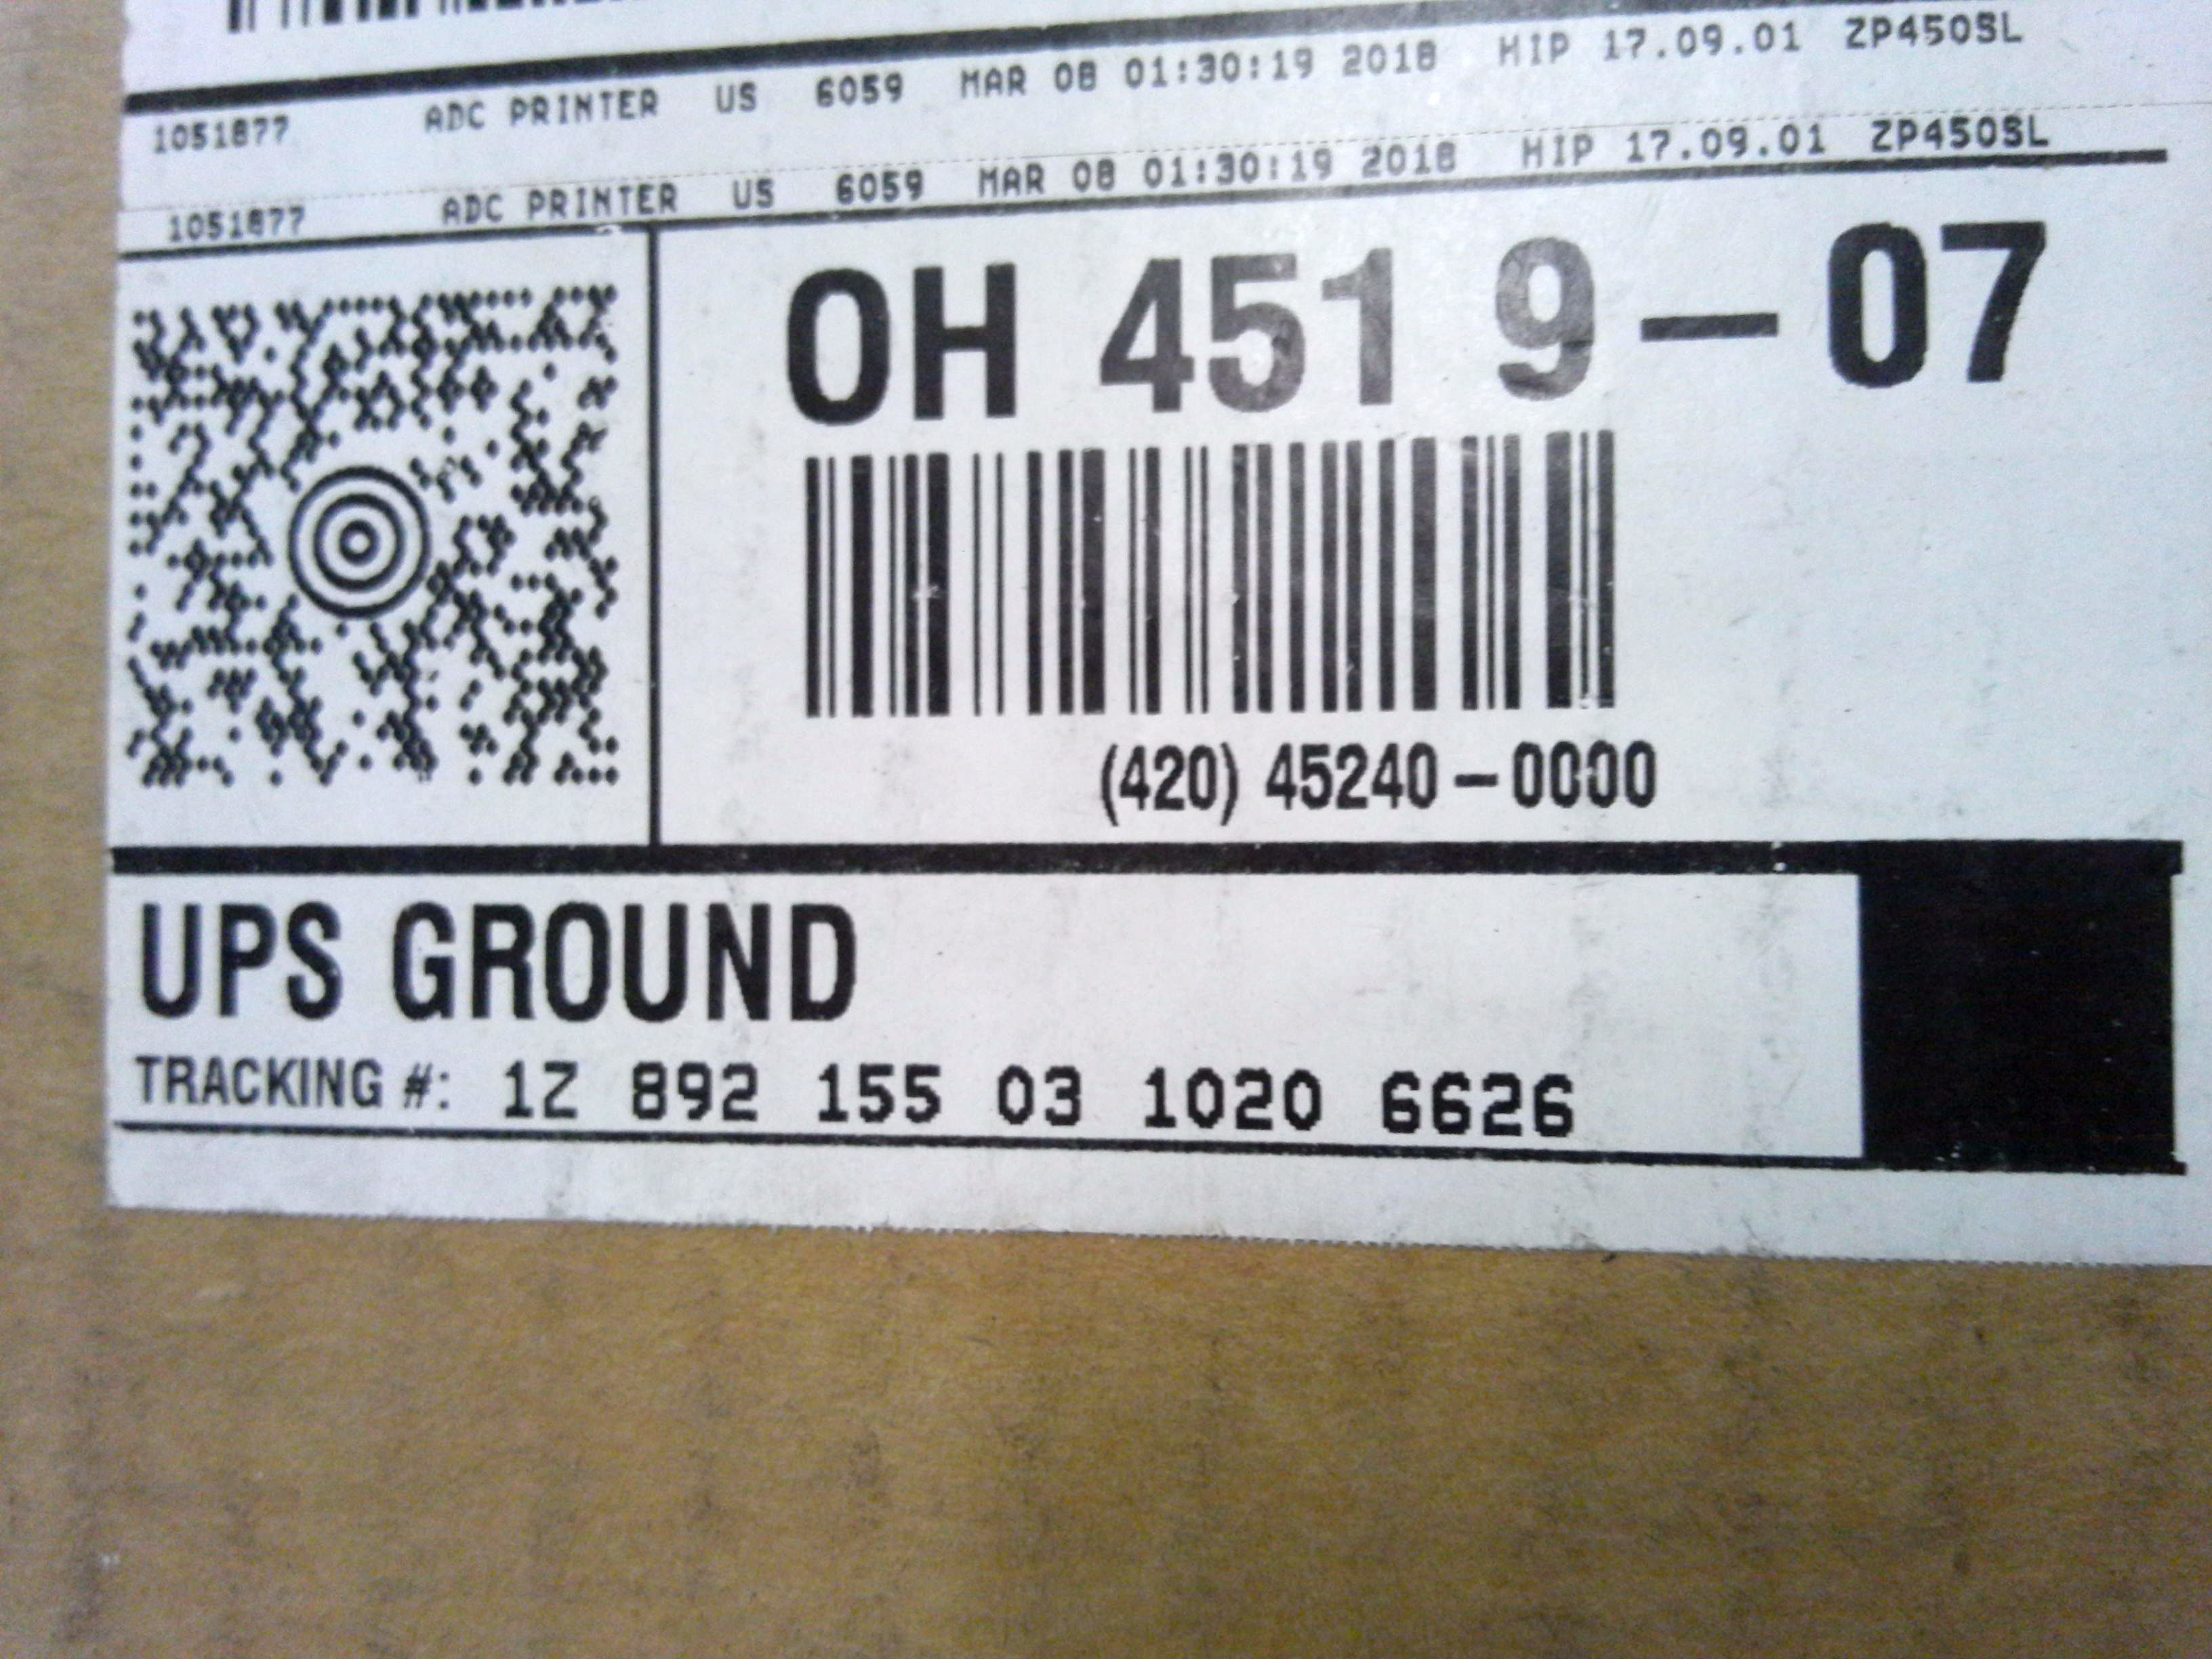 1051877 ADC PRINTER US 6059 MAR 08 01:30:19 2018 HIP 17.09.01 ZP450SL
1051877 ADC PRINTER US 6059 MAR 08 01:30:19 2018 HIP 17.09.01 ZP450SL
OH 451 9-07
(420) 45240-0000
UPS GROUND
TRACKING #: 1Z 892 155 03 1020 6626